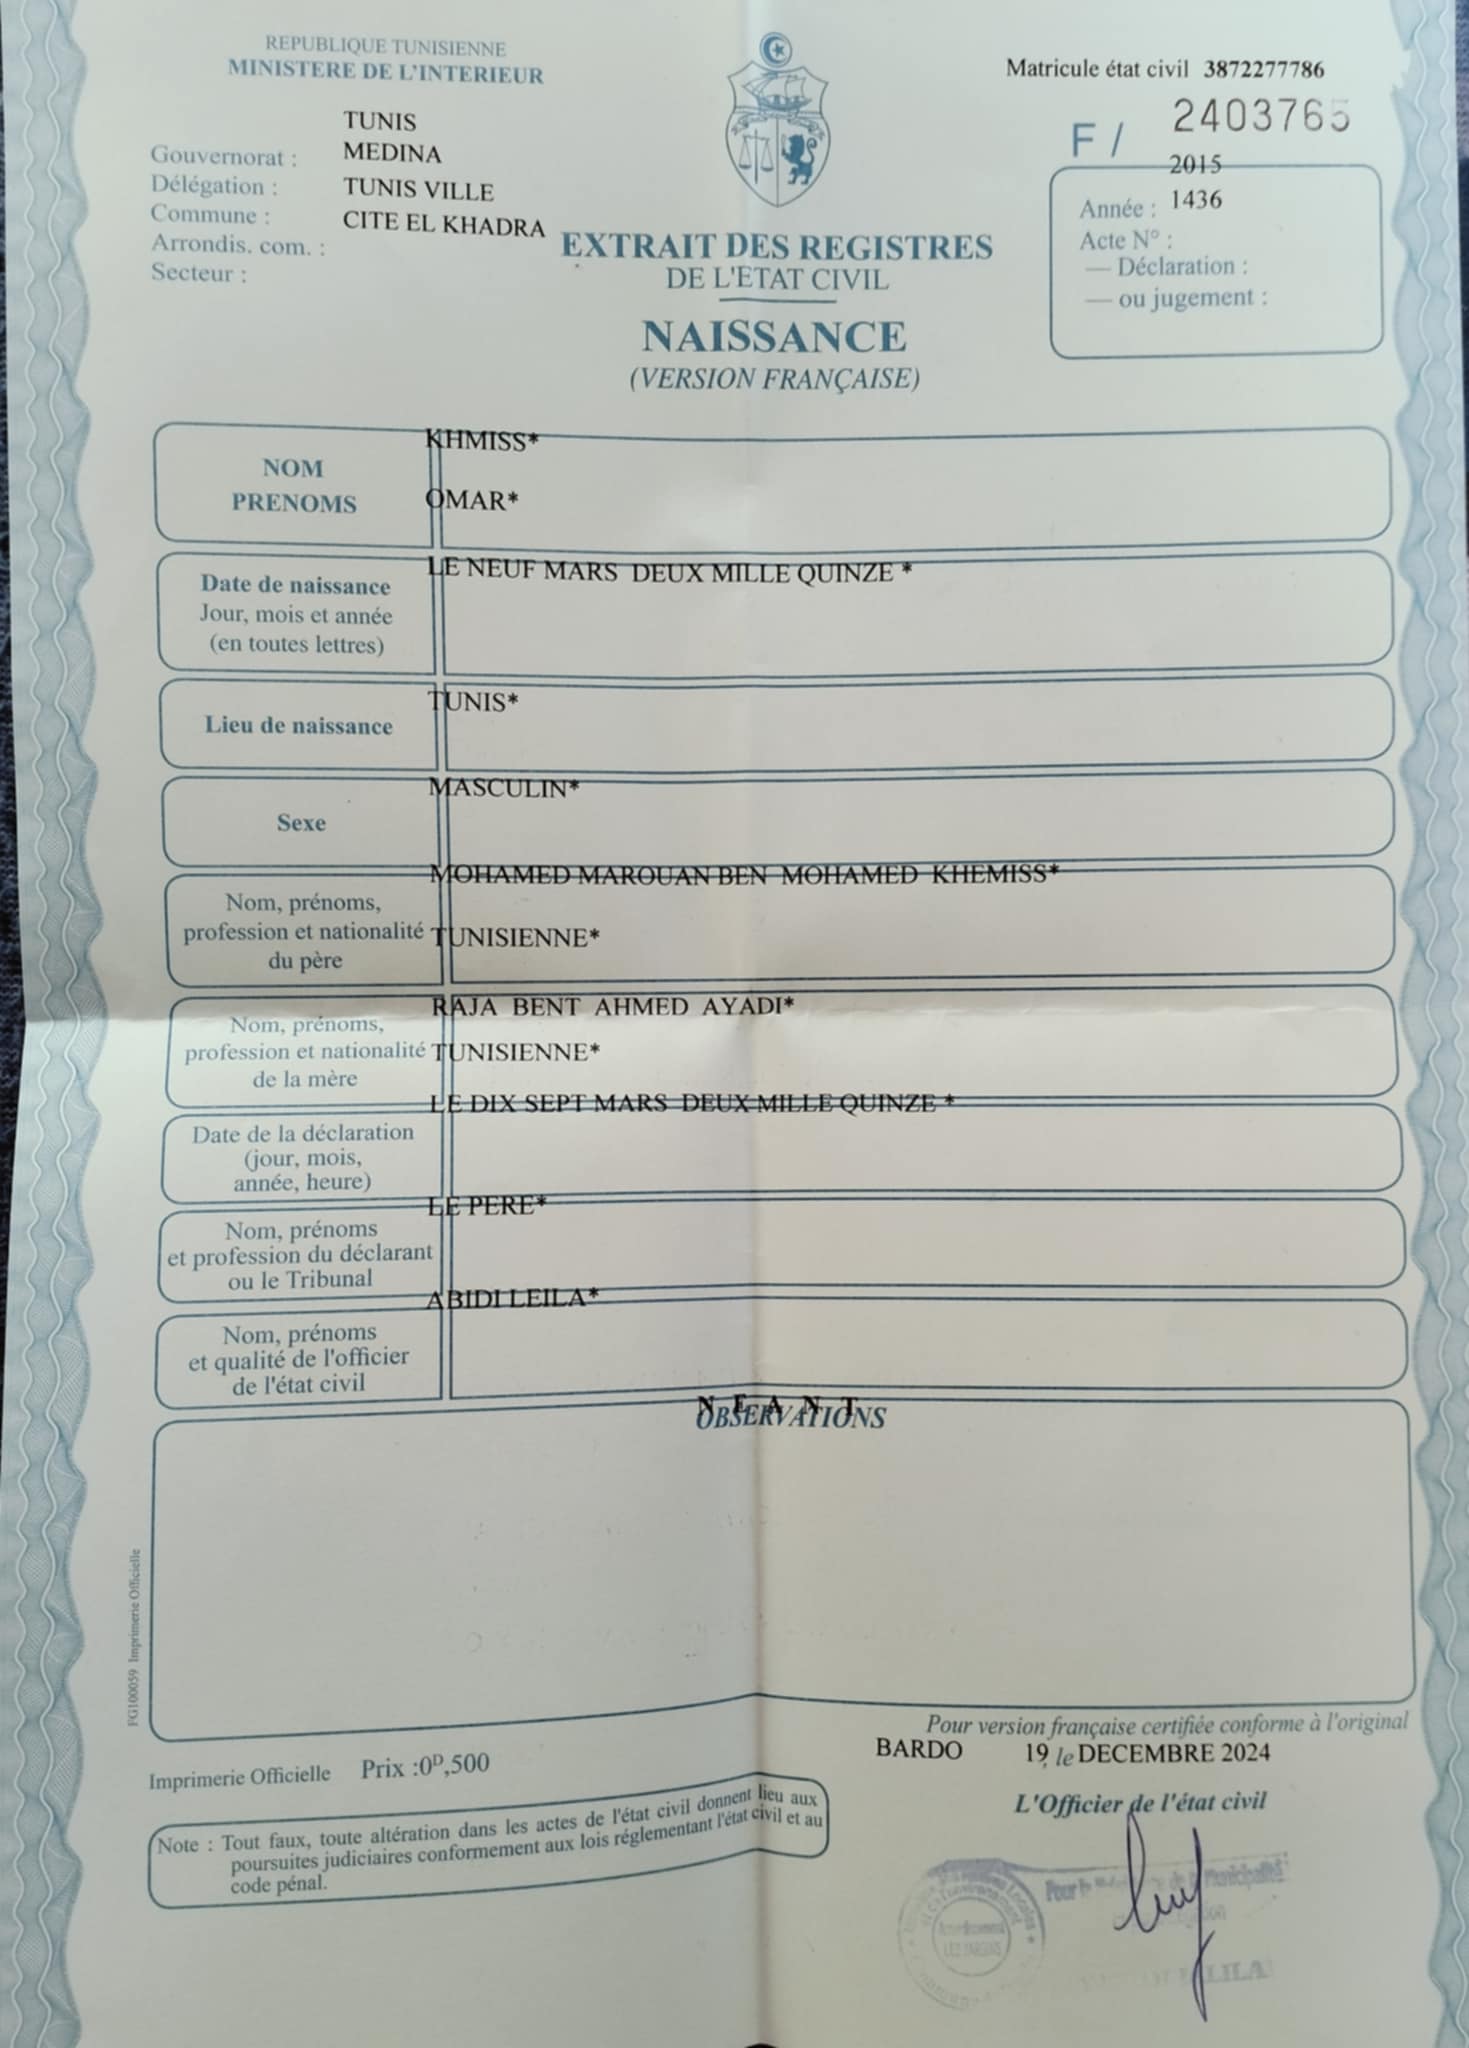 REPUBLIQUE TUNISIENNE
MINISTERE DE L'INTERIEUR
Matricule état civil 3872277786
F / 2403765
TUNIS
Gouvernorat : MEDINA
Délégation : TUNIS VILLE
Commune : CITE EL KHADRA
Arrondis. com. :
Secteur :
2015
Année : 1436
Acte N° :
— Déclaration :
— ou jugement :
EXTRAIT DES REGISTRES
DE L'ETAT CIVIL
NAISSANCE
(VERSION FRANÇAISE)
NOM
PRENOMS
KHMISS*
OMAR*
Date de naissance
Jour, mois et année
(en toutes lettres)
LE NEUF MARS DEUX MILLE QUINZE *
Lieu de naissance
TUNIS*
Sexe
MASCULIN*
Nom, prénoms,
profession et nationalité
du père
MOHAMED MAROUAN BEN MOHAMED KHEMISS*
TUNISIENNE*
Nom, prénoms,
profession et nationalité
de la mère
RAJA BENT AHMED AYADI*
TUNISIENNE*
Date de la déclaration
(jour, mois,
année, heure)
LE DIX SEPT MARS DEUX MILLE QUINZE *
Nom, prénoms
et profession du déclarant
ou le Tribunal
LE PERE*
Nom, prénoms
et qualité de l'officier
de l'état civil
ABIDI LEILA*
N E A N T
OBSERVATIONS
FG100059 Imprimerie Officielle
Pour version française certifiée conforme à l'original
BARDO 19, le DECEMBRE 2024
L'Officier de l'état civil
Imprimerie Officielle Prix :0D,500
Note : Tout faux, toute altération dans les actes de l'état civil donnent lieu aux
poursuites judiciaires conformement aux lois réglementant l'état civil et au
code pénal.
Pour le de la Municipalité